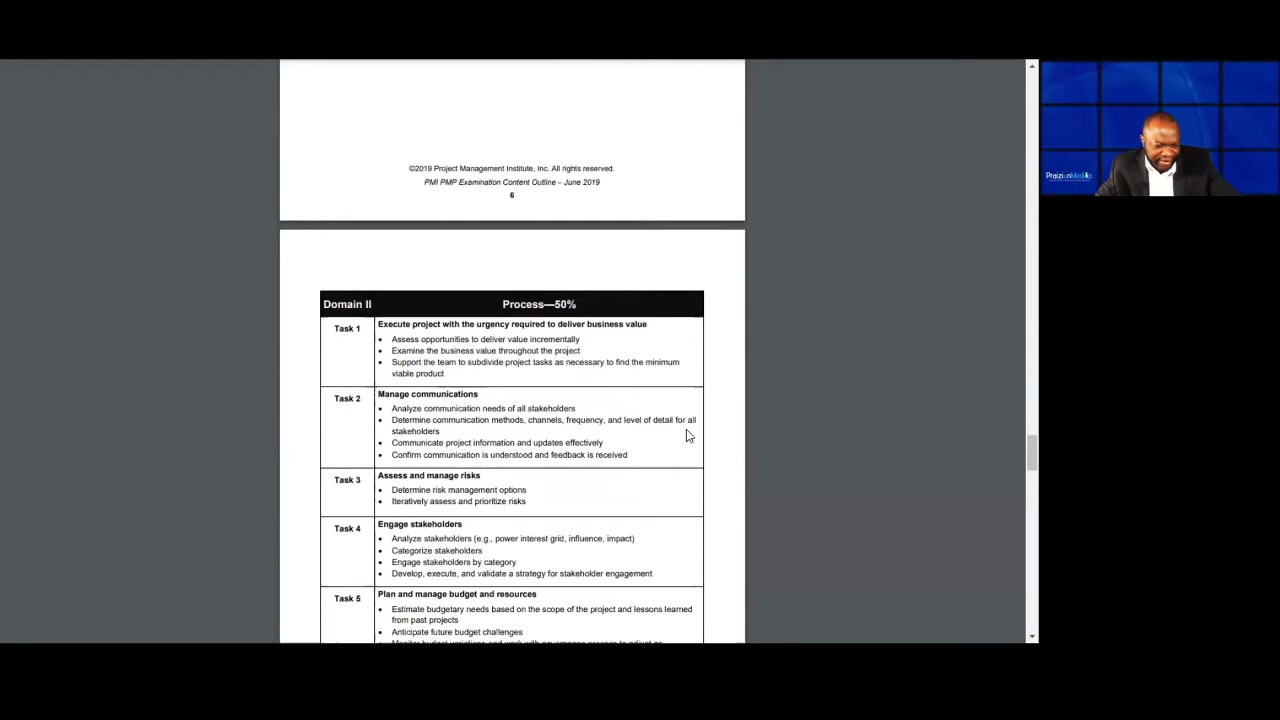 ©2019 Project Management Institute, Inc. All rights reserved.
PMI PMP Examination Content Outline – June 2019
6
Domain II Process—50%
Task 1 Execute project with the urgency required to deliver business value
• Assess opportunities to deliver value incrementally
• Examine the business value throughout the project
• Support the team to subdivide project tasks as necessary to find the minimum
viable product
Task 2 Manage communications
• Analyze communication needs of all stakeholders
• Determine communication methods, channels, frequency, and level of detail for all
stakeholders
• Communicate project information and updates effectively
• Confirm communication is understood and feedback is received
Task 3 Assess and manage risks
• Determine risk management options
• Iteratively assess and prioritize risks
Task 4 Engage stakeholders
• Analyze stakeholders (e.g., power interest grid, influence, impact)
• Categorize stakeholders
• Engage stakeholders by category
• Develop, execute, and validate a strategy for stakeholder engagement
Task 5 Plan and manage budget and resources
• Estimate budgetary needs based on the scope of the project and lessons learned
from past projects
• Anticipate future budget challenges
PraizionMedia